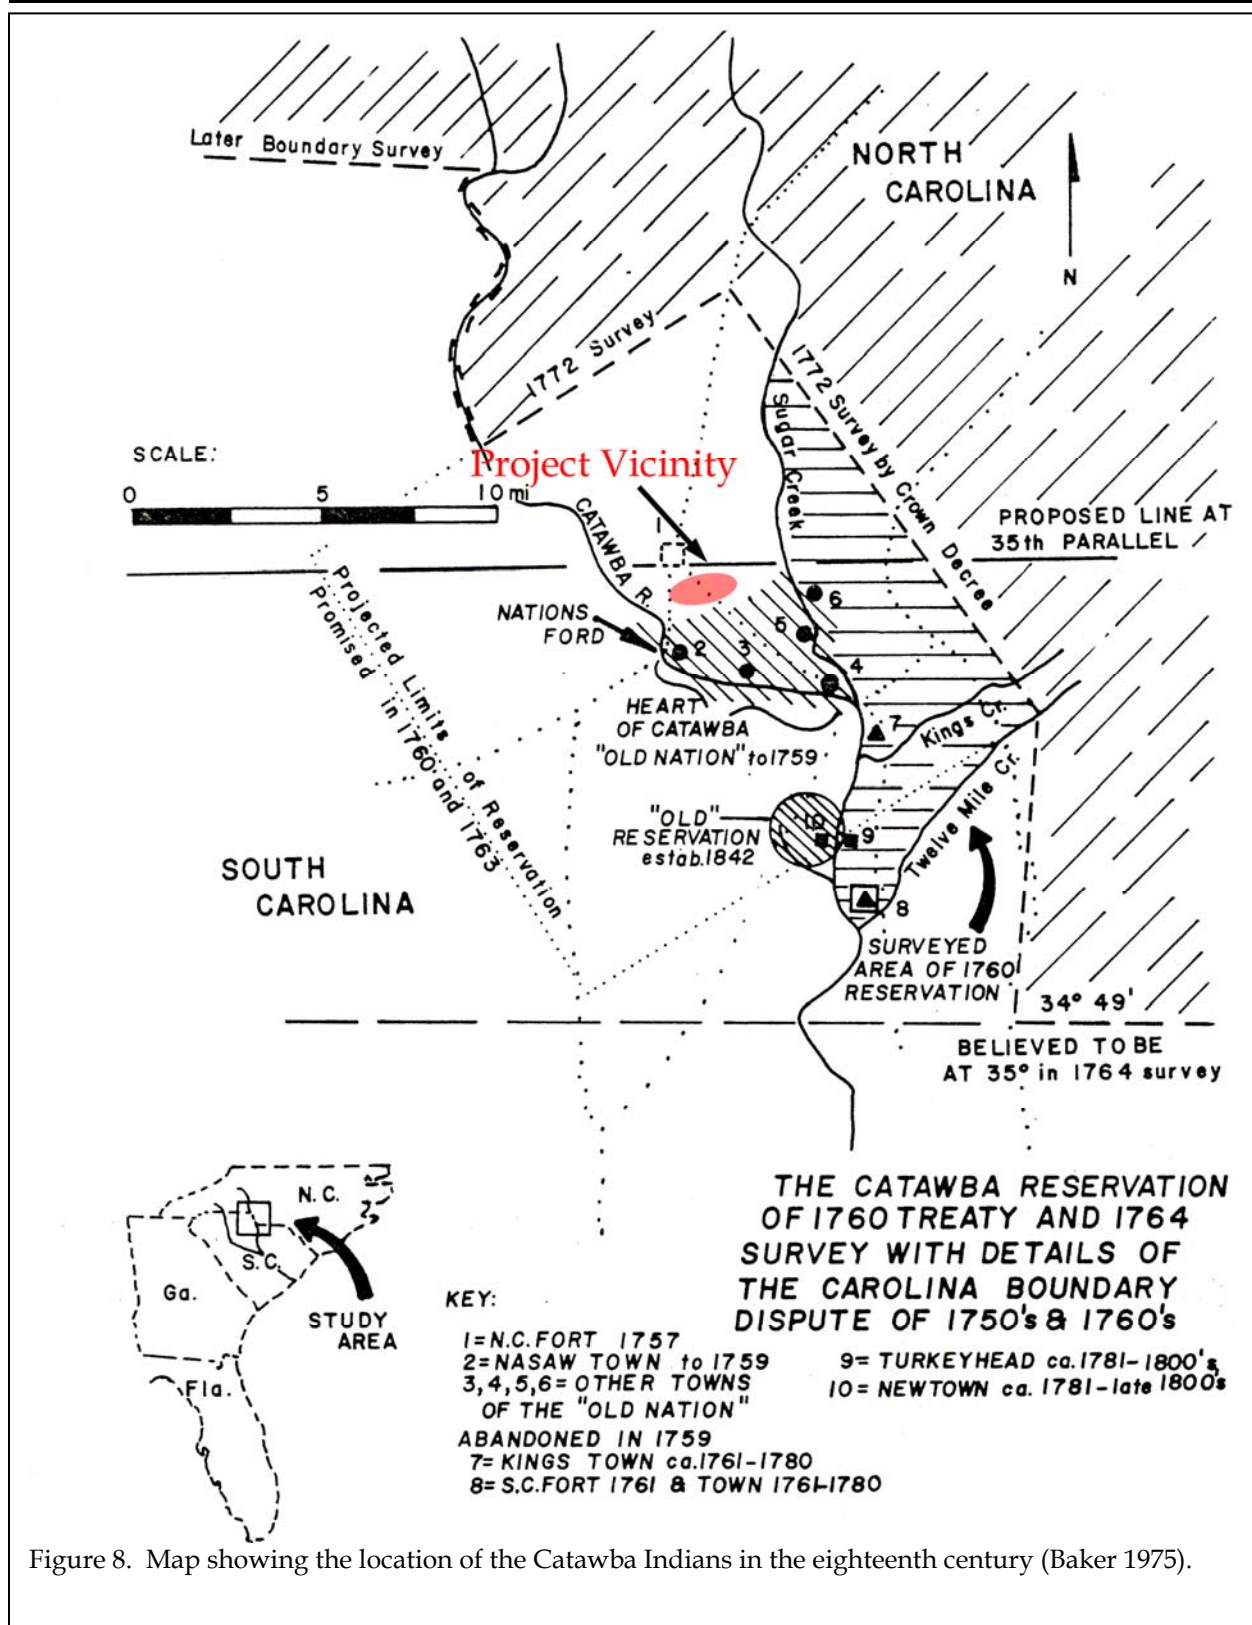 Later Boundary Survey
NORTH
CAROLINA
N
1772 Survey
1772 Survey by Crown Decree
Sugar Creek
SCALE:
0 5 10 mi
Project Vicinity
CATAWBA R.
1
PROPOSED LINE AT
35th PARALLEL
Projected Limits of Reservation
Promised in 1760 and 1763
NATIONS
FORD
6
5
2
3
4
HEART
OF CATAWBA
"OLD NATION" to 1759
7
Kings Cr.
Twelve Mile Cr.
"OLD"
RESERVATION
estab. 1842
10
9
8
SOUTH
CAROLINA
SURVEYED
AREA OF 1760
RESERVATION
34° 49'
BELIEVED TO BE
AT 35° in 1764 survey
N.C.
S.C.
Ga.
Fla.
STUDY
AREA
THE CATAWBA RESERVATION
OF 1760 TREATY AND 1764
SURVEY WITH DETAILS OF
THE CAROLINA BOUNDARY
DISPUTE OF 1750's & 1760's
KEY:
1= N.C. FORT 1757
2= NASAW TOWN to 1759
3,4,5,6= OTHER TOWNS
OF THE "OLD NATION"
ABANDONED IN 1759
7= KINGS TOWN ca. 1761-1780
8= S.C. FORT 1761 & TOWN 1761-1780
9= TURKEYHEAD ca. 1781-1800's
10= NEWTOWN ca. 1781-late 1800's
Figure 8. Map showing the location of the Catawba Indians in the eighteenth century (Baker 1975).